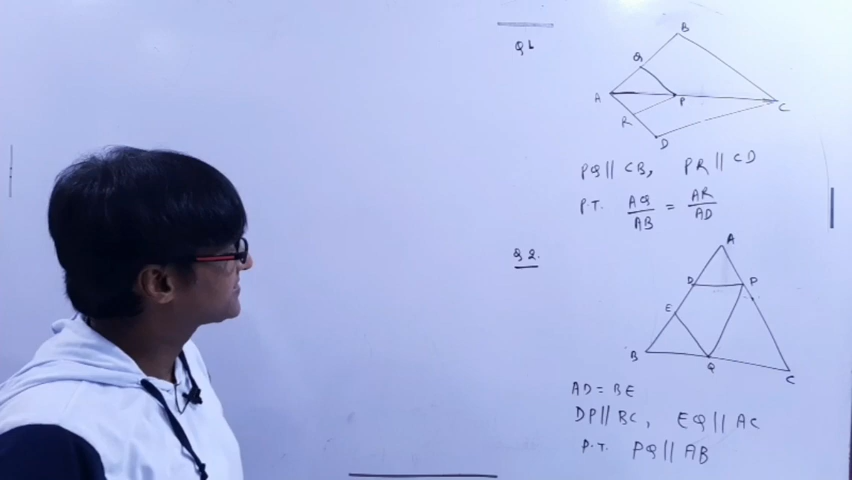 Q1
B
Q
A
P
C
R
D
PQ || CB, PR || CD
P.T. AQ/AB = AR/AD
Q2.
A
D
P
E
B
Q
C
AD = BE
DP || BC, EQ || AC
P.T. PQ || AB